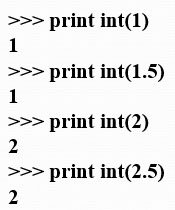 >>> print int(1)
1
>>> print int(1.5)
1
>>> print int(2)
2
>>> print int(2.5)
2